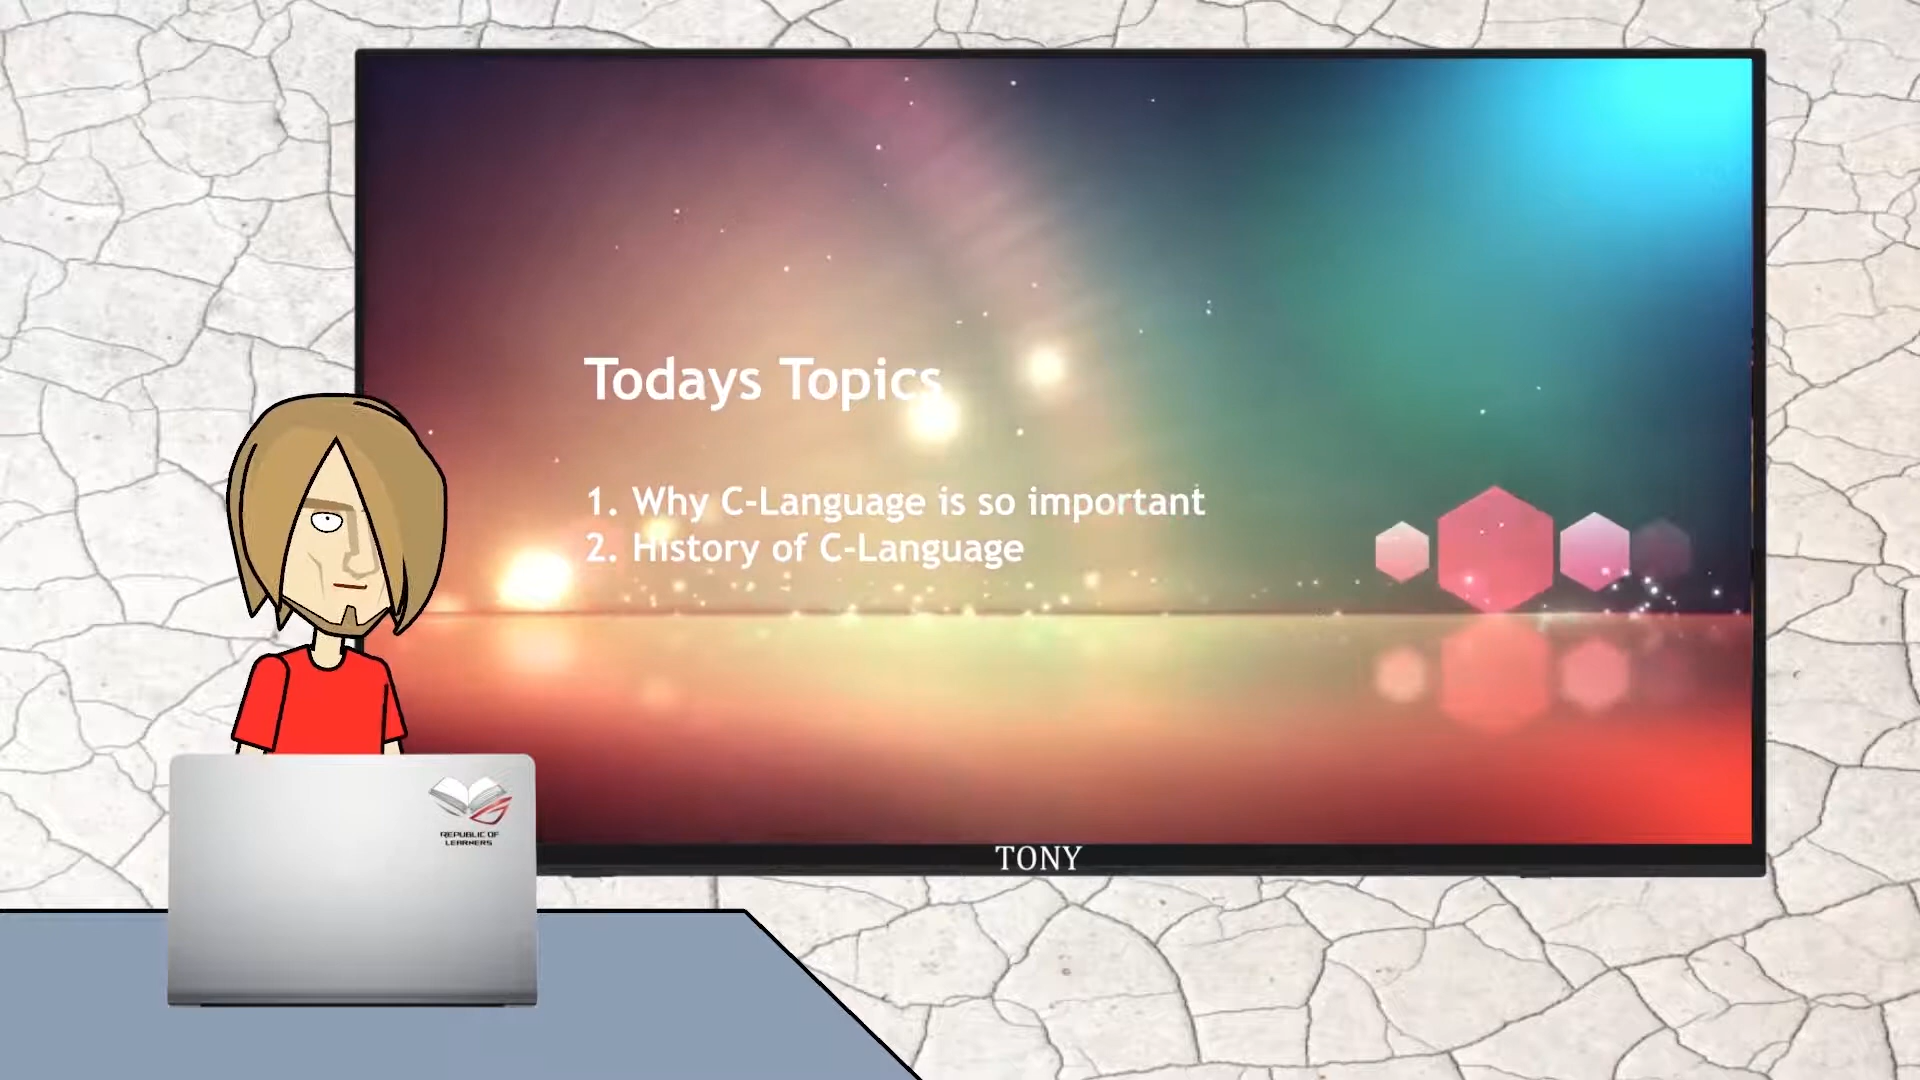 Todays Topics
1. Why C-Language is so important
2. History of C-Language
REPUBLIC OF
LEARNERS
TONY